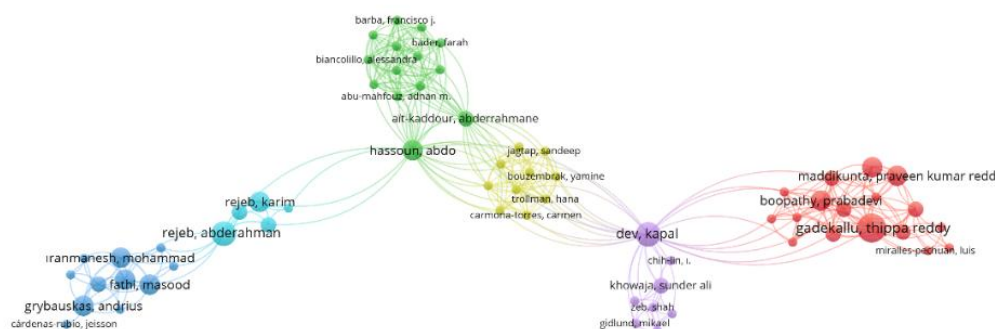 barba, francisco j.
bader, farah
biancolillo, alessandra
abu-mahfouz, adnan m.
ait-kaddour, abderrahmane
hassoun, abdo
jagtap, sandeep
bouzembrak, yamine
trollman, hana
carmona-torres, carmen
maddikunta, praveen kumar redd
boopathy, prabadevi
gadekallu, thippa reddy
miralles-pechuán, luis
rejeb, karim
rejeb, abderahman
dev, kapal
chih-lin, i.
khowaja, sunder ali
zeb, shah
gidlund, mikael
iranmanesh, mohammad
fathi, masood
grybauskas, andrius
cárdenas-rubio, jeisson